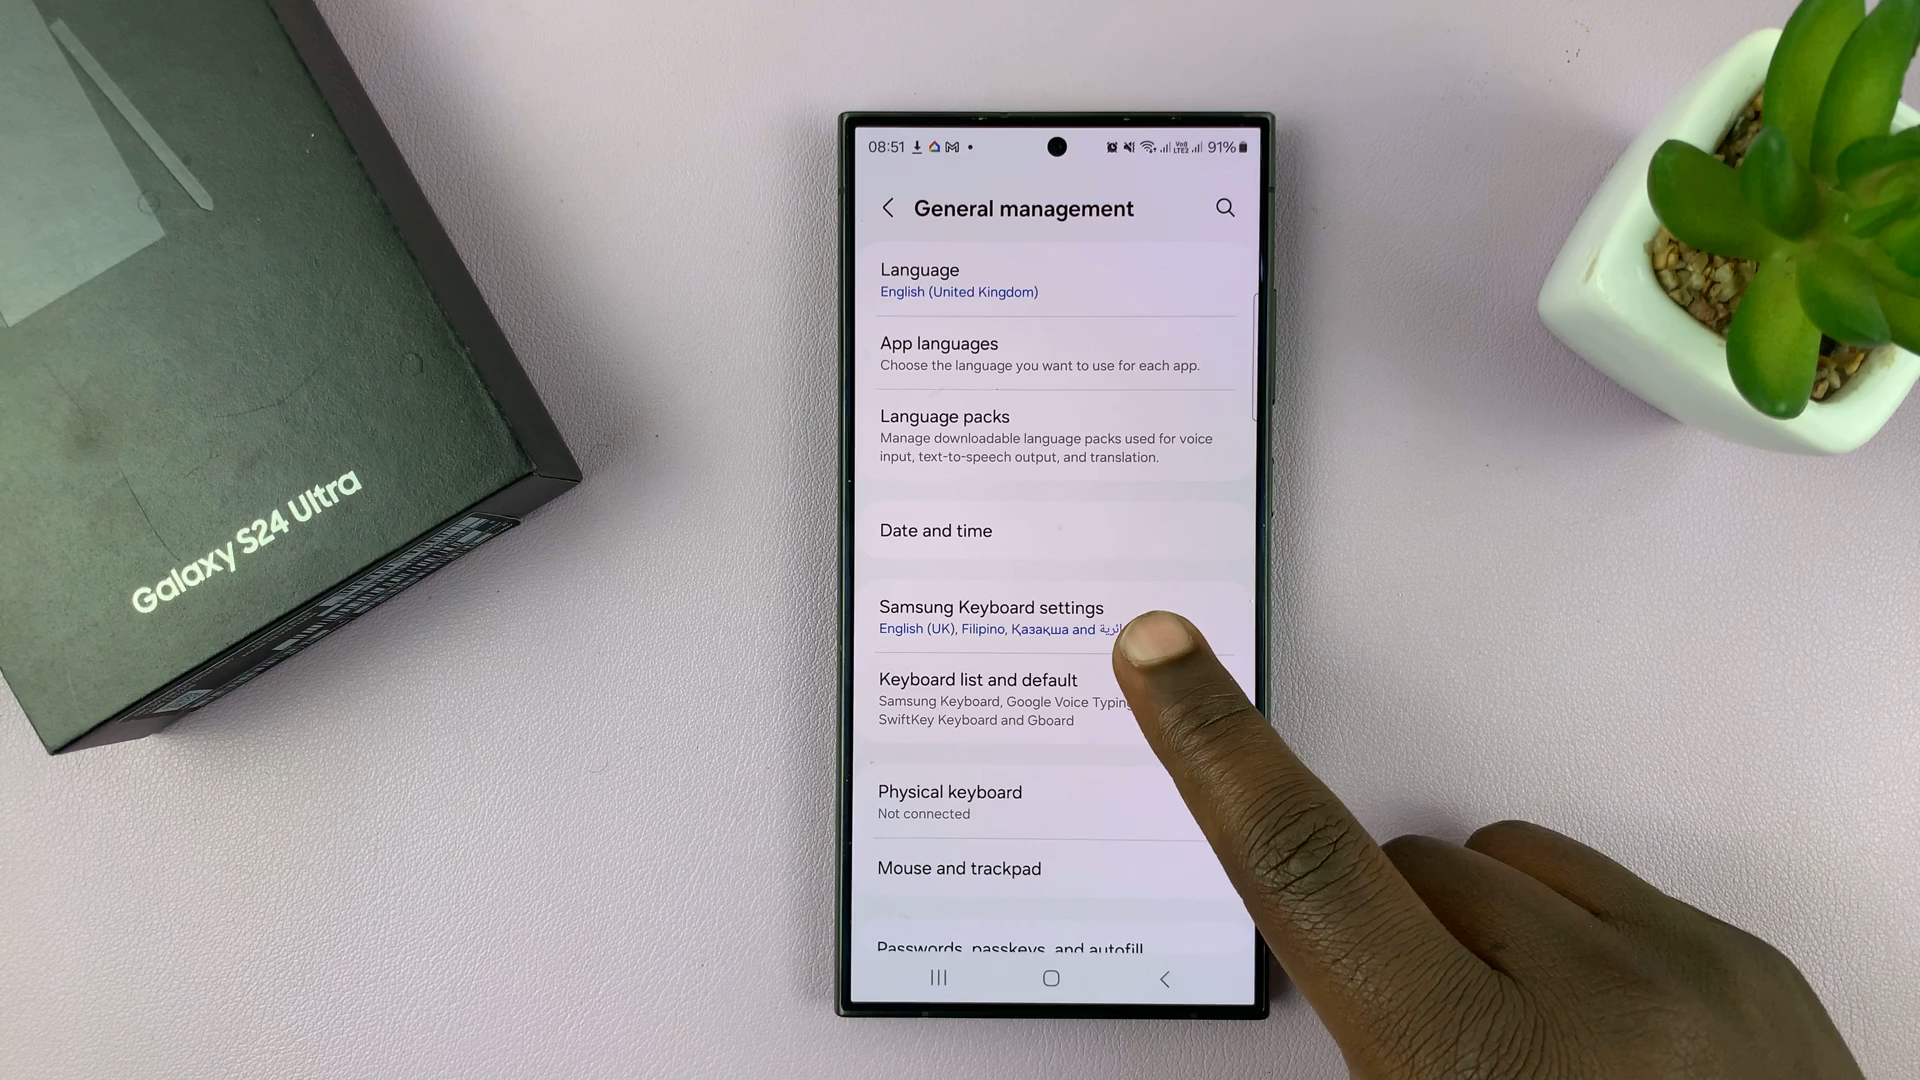 Galaxy S24 Ultra
08:51
91%
General management
Language
English (United Kingdom)
App languages
Choose the language you want to use for each app.
Language packs
Manage downloadable language packs used for voice
input, text-to-speech output, and translation.
Date and time
Samsung Keyboard settings
English (UK), Filipino, Қазақша and
Keyboard list and default
Samsung Keyboard, Google Voice Typing
SwiftKey Keyboard and Gboard
Physical keyboard
Not connected
Mouse and trackpad
Passwords, passkeys, and autofill